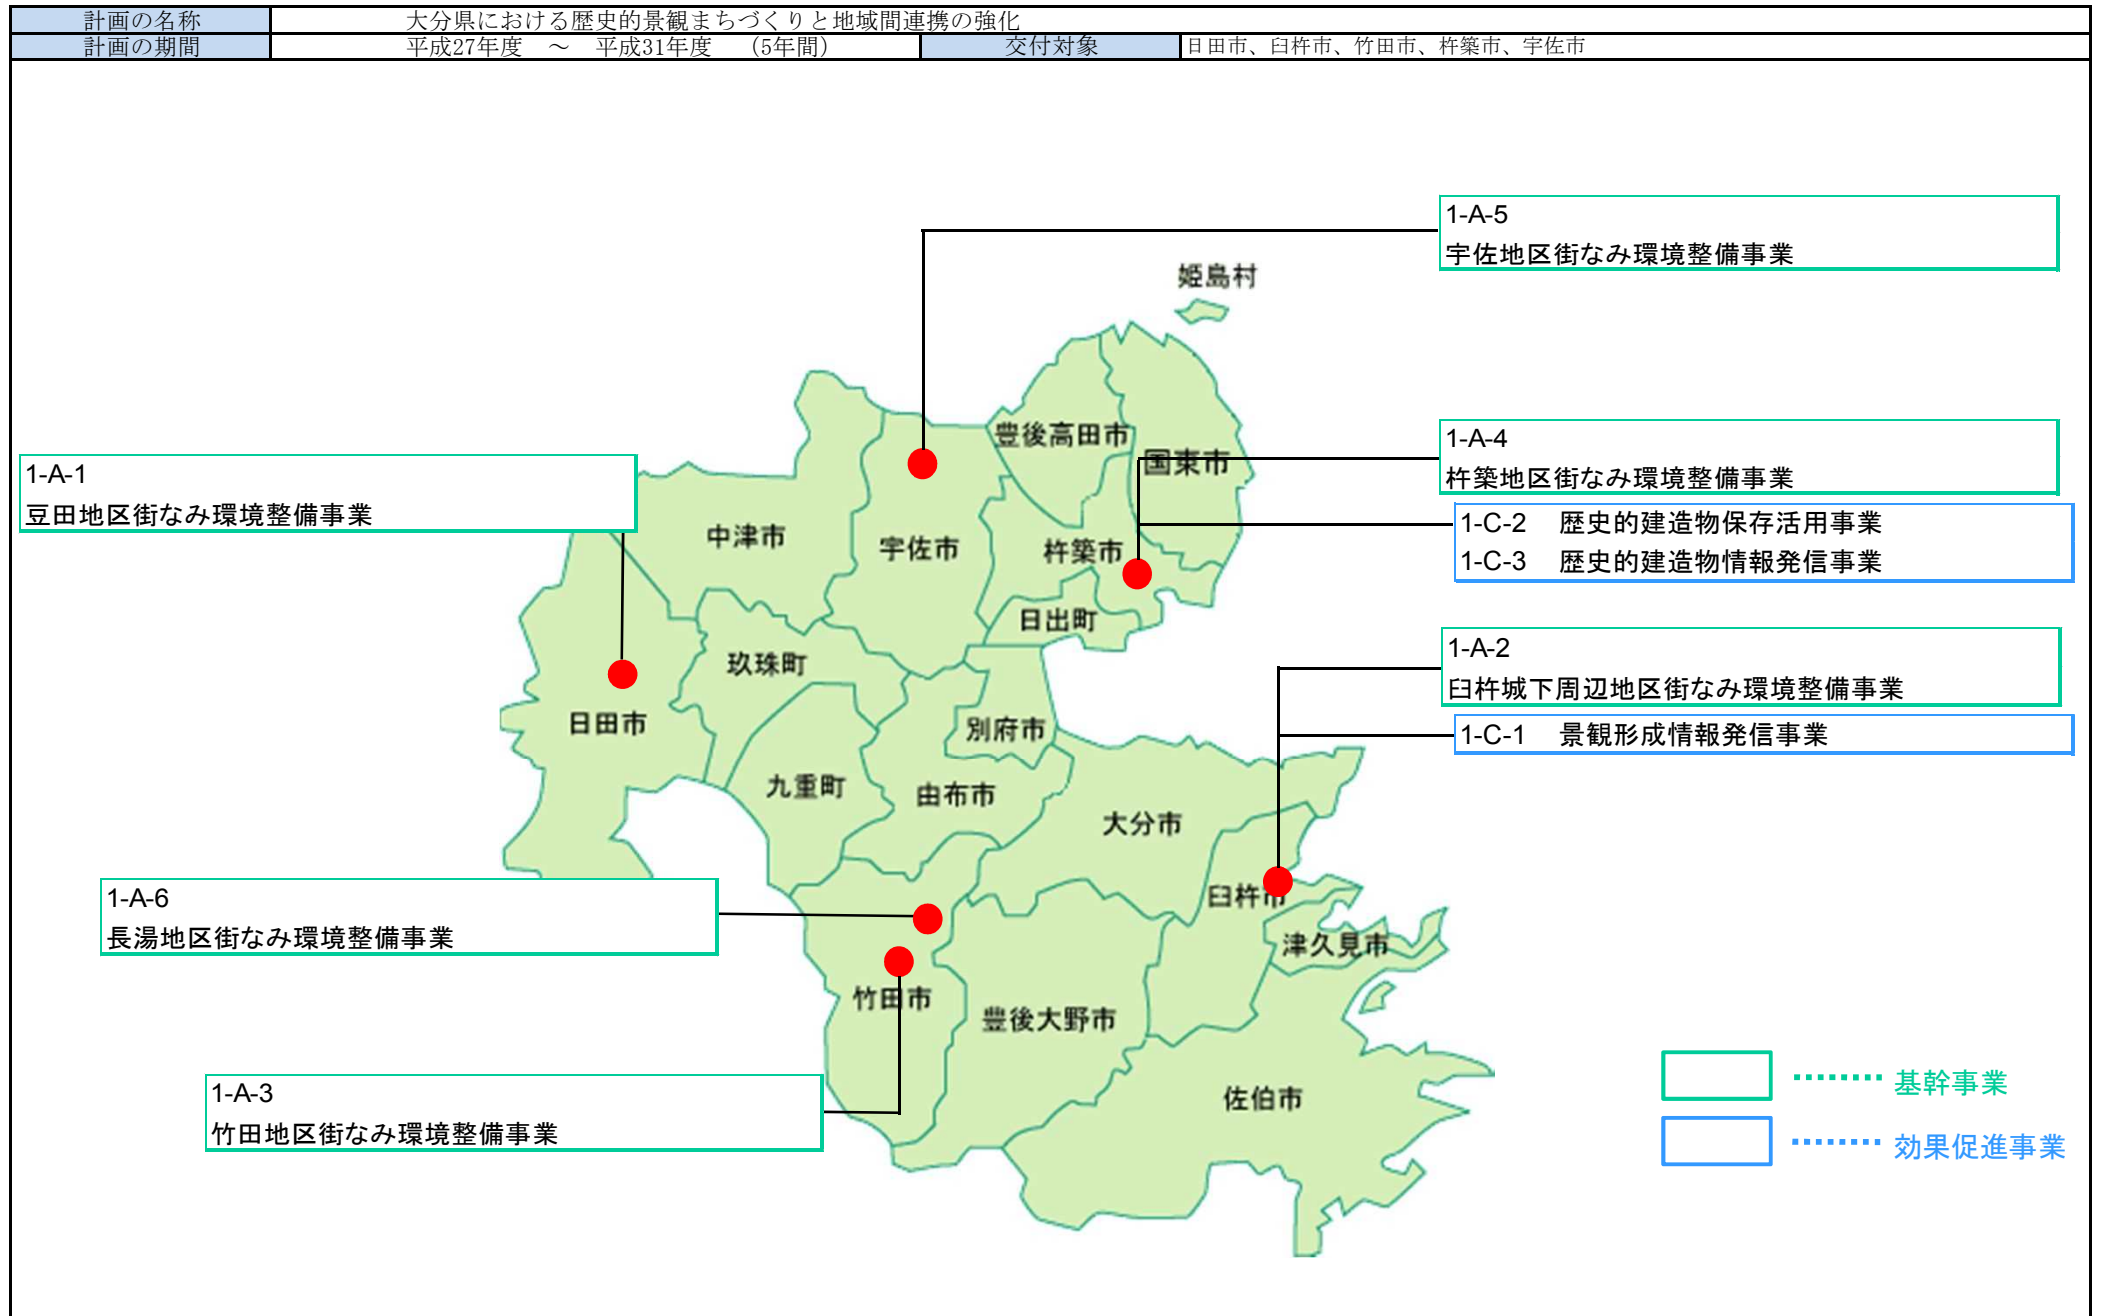 計画の名称 大分県における歴史的景観まちづくりと地域間連携の強化
計画の期間 平成27年度 ～ 平成31年度 （5年間） 交付対象 日田市、臼杵市、竹田市、杵築市、宇佐市
1-A-5
宇佐地区街なみ環境整備事業
姫島村
豊後高田市
国東市
1-A-4
杵築地区街なみ環境整備事業
1-C-2 歴史的建造物保存活用事業
1-C-3 歴史的建造物情報発信事業
1-A-1
豆田地区街なみ環境整備事業
中津市
宇佐市
杵築市
日出町
1-A-2
臼杵城下周辺地区街なみ環境整備事業
1-C-1 景観形成情報発信事業
玖珠町
日田市
別府市
九重町
由布市
大分市
臼杵市
津久見市
1-A-6
長湯地区街なみ環境整備事業
竹田市
豊後大野市
1-A-3
竹田地区街なみ環境整備事業
佐伯市
基幹事業
効果促進事業